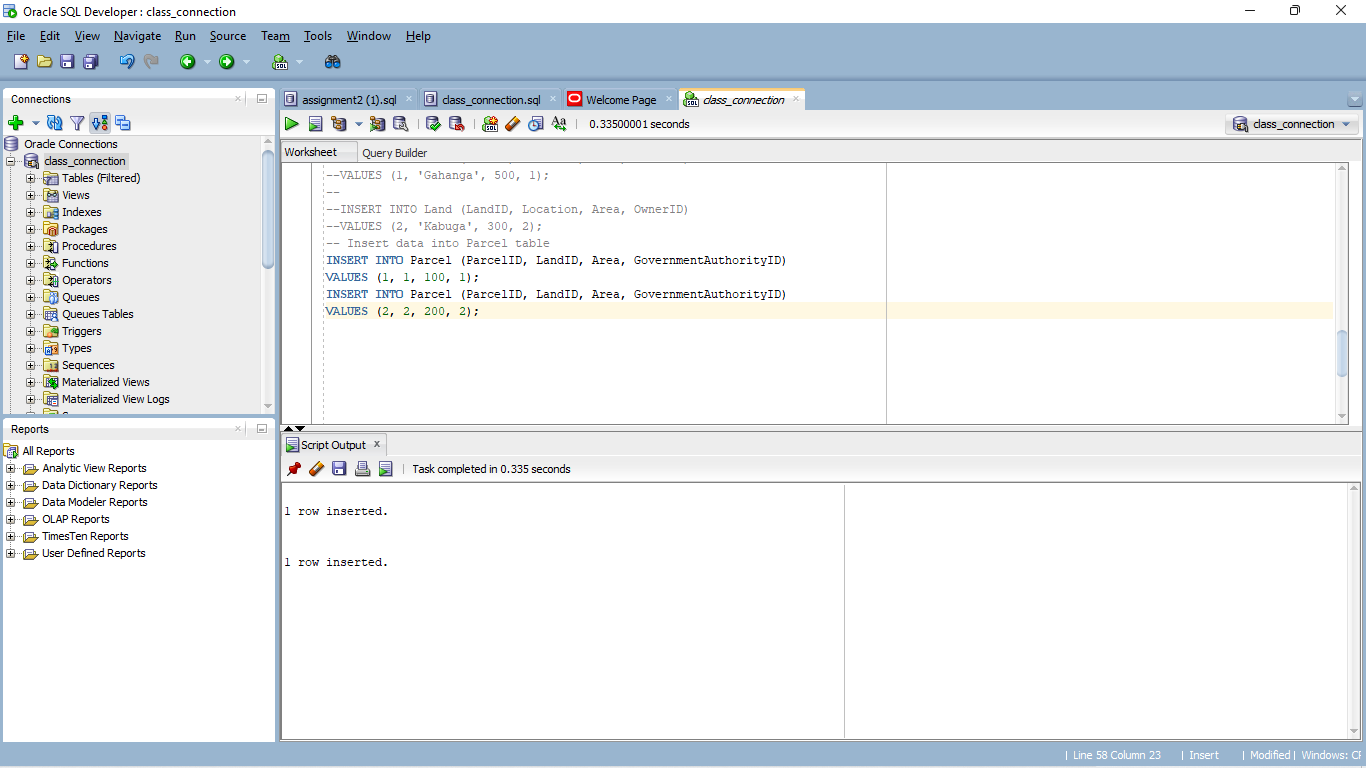 Oracle SQL Developer : class_connection
File Edit View Navigate Run Source Team Tools Window Help
Connections
Oracle Connections
class_connection
Tables (Filtered)
Views
Indexes
Packages
Procedures
Functions
Operators
Queues
Queues Tables
Triggers
Types
Sequences
Materialized Views
Materialized View Logs
Reports
All Reports
Analytic View Reports
Data Dictionary Reports
Data Modeler Reports
OLAP Reports
TimesTen Reports
User Defined Reports
assignment2 (1).sql class_connection.sql Welcome Page class_connection
0.33500001 seconds class_connection
Worksheet Query Builder
--VALUES (1, 'Gahanga', 500, 1);
--
--INSERT INTO Land (LandID, Location, Area, OwnerID)
--VALUES (2, 'Kabuga', 300, 2);
-- Insert data into Parcel table
INSERT INTO Parcel (ParcelID, LandID, Area, GovernmentAuthorityID)
VALUES (1, 1, 100, 1);
INSERT INTO Parcel (ParcelID, LandID, Area, GovernmentAuthorityID)
VALUES (2, 2, 200, 2);
Script Output
Task completed in 0.335 seconds
1 row inserted.
1 row inserted.
Line 58 Column 23 Insert Modified Windows: